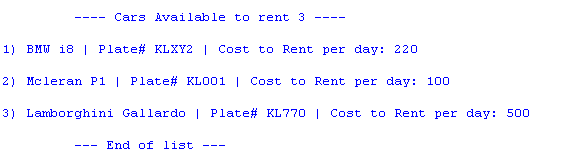 ---- Cars Available to rent 3 ----
1) BMW i8 | Plate# KLXY2 | Cost to Rent per day: 220
2) Mcleran P1 | Plate# KL001 | Cost to Rent per day: 100
3) Lamborghini Gallardo | Plate# KL770 | Cost to Rent per day: 500
--- End of list ---